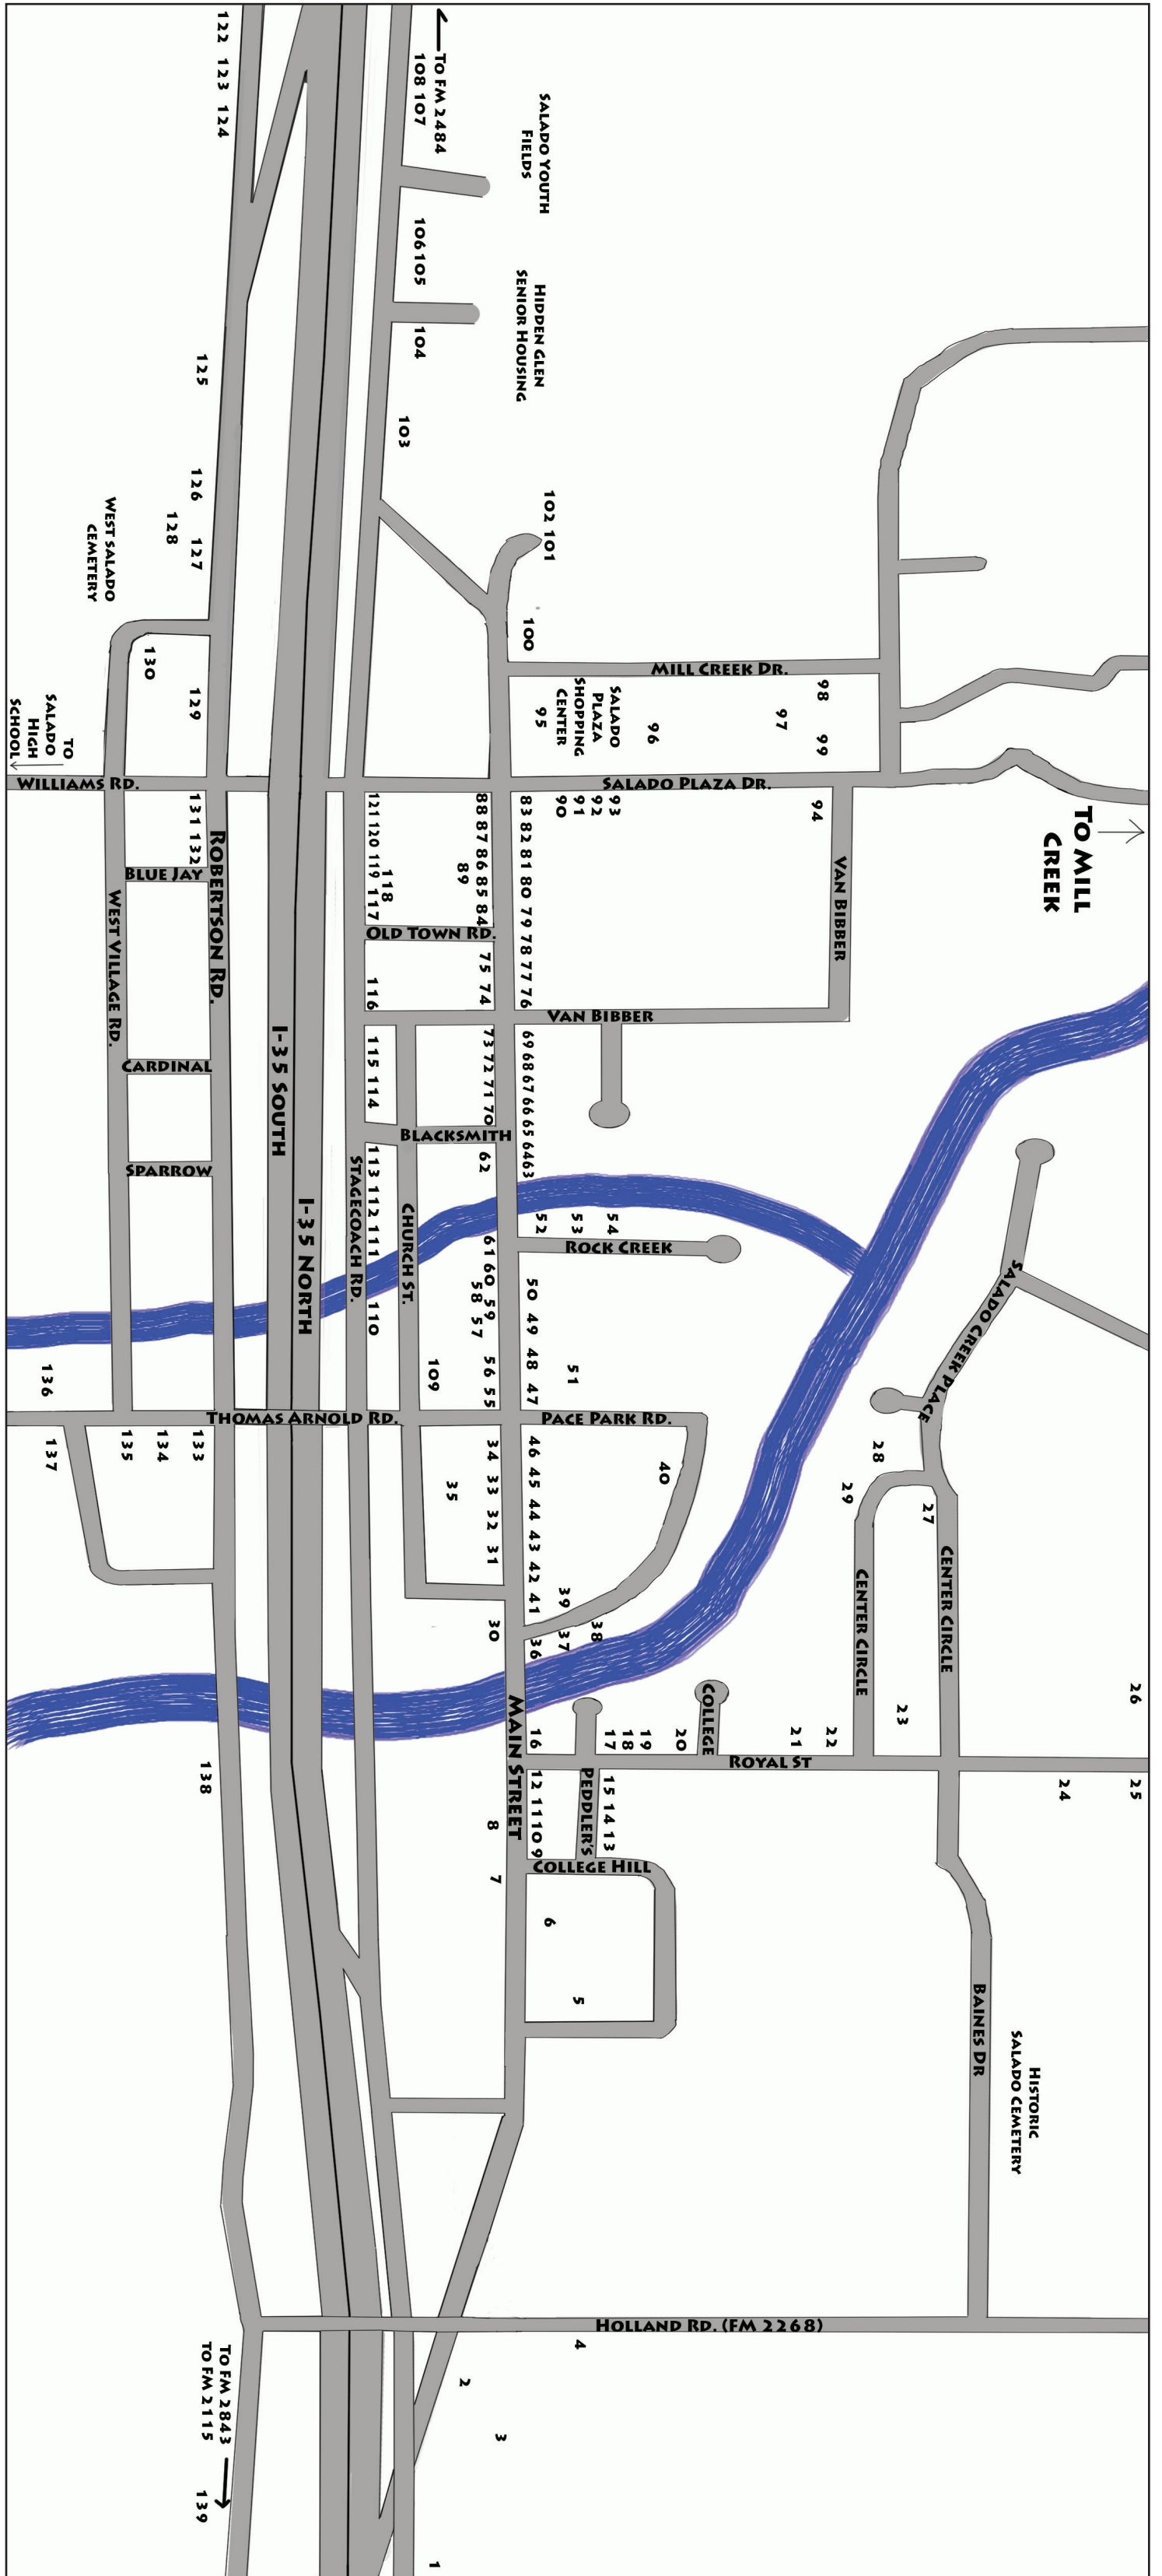 122 123 124
To FM 2484
108 107
Salado Youth
Fields
106 105
Hidden Glen
Senior Housing
104
103
125
126
127
128
West Salado
Cemetery
102 101
100
130
129
Mill Creek Dr.
98
99
97
96
Salado
Plaza
Shopping
Center
95
To
Salado
High
School
Williams Rd.
Salado Plaza Dr.
To Mill
Creek
131 132
Blue Jay
Robertson Rd.
West Village Rd.
121 120 119 117
118
88 87 86 85 84
89
83 82 81 80 79 78 77 76
90
91
92
93
94
Van Bibber
Old Town Rd.
75 74
116
Van Bibber
Cardinal
I-35 South
115 114
73 72 71 70
69 68 67 66 65 64 63
Blacksmith
62
Sparrow
I-35 North
Stagecoach Rd.
113 112 111
110
Church St.
52
53
54
Rock Creek
61 60 59
58 57
56 55
50 49 48 47
51
109
Salado Creek Place
136
Thomas Arnold Rd.
Pace Park Rd.
137
135
134
133
34 33 32 31
35
46 45 44 43 42 41
40
39
38
37
36
30
28
29
27
Center Circle
Center Circle
26
23
Main Street
16
College
17
18
19
20
21
22
Royal St
138
12 11 10 9
Peddler's
15 14 13
24
25
8
7
College Hill
6
5
Baines Dr
Historic
Salado Cemetery
Holland Rd. (FM 2268)
4
2
3
To FM 2843
To FM 2115
139
1